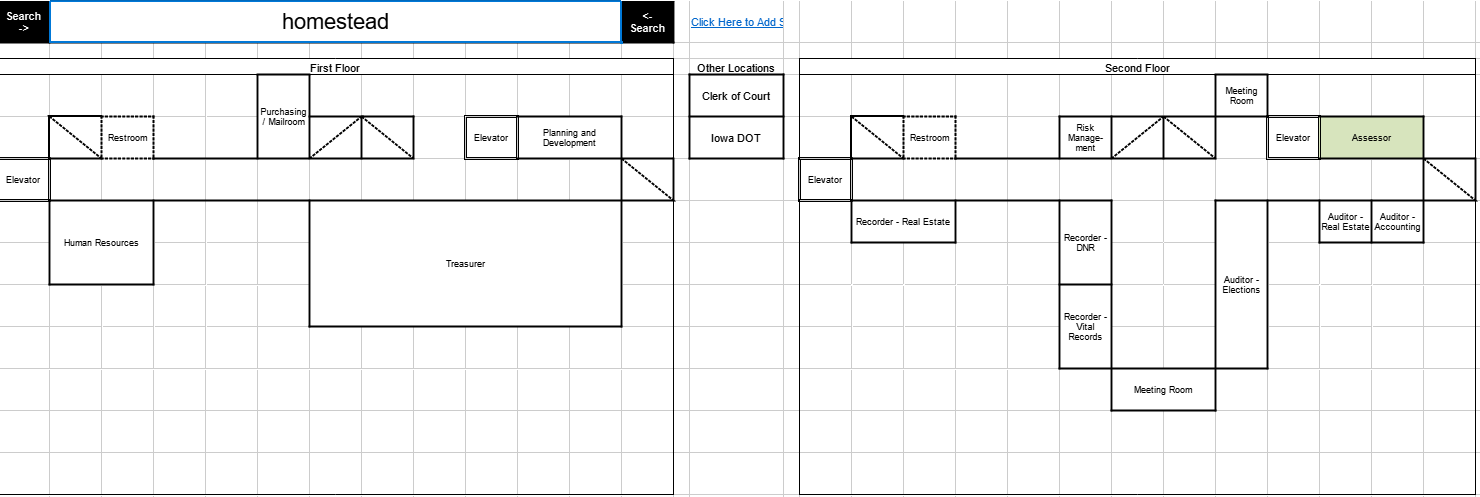 Search
->
homestead
<-
Search
Click Here to Add S
First Floor
Other Locations
Second Floor
Purchasing
/ Mailroom
Clerk of Court
Meeting
Room
Restroom
Elevator
Planning and
Development
Iowa DOT
Restroom
Risk
Manage-
ment
Elevator
Assessor
Elevator
Elevator
Human Resources
Treasurer
Recorder - Real Estate
Recorder -
DNR
Auditor -
Real Estate
Auditor -
Accounting
Auditor -
Elections
Recorder -
Vital
Records
Meeting Room